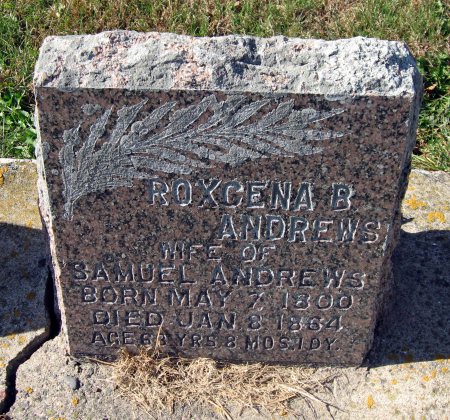 ROXCENA B
ANDREWS
WIFE OF
SAMUEL ANDREWS
BORN MAY 7, 1800
DIED JAN. 8, 1864.
AGE 63 YRS. 8 MOS. 1 DY.